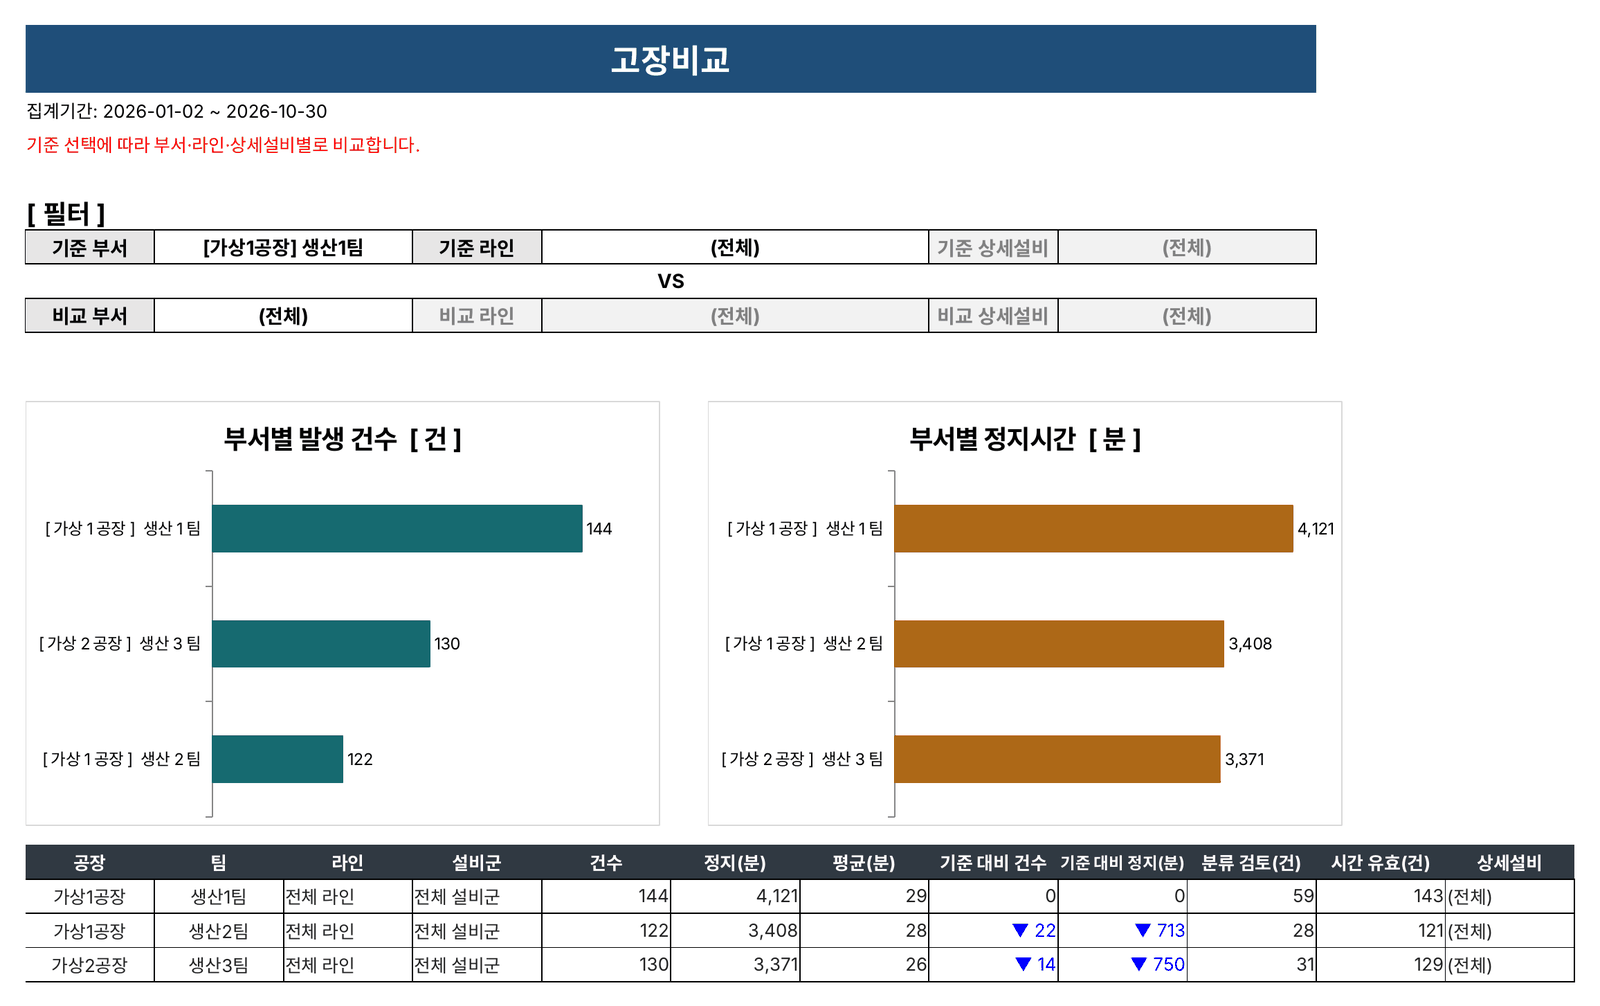 고장비교
집계기간: 2026-01-02 ~ 2026-10-30
기준 선택에 따라 부서·라인·상세설비별로 비교합니다.
[ 필터 ]
기준 부서 [가상1공장] 생산1팀 기준 라인 (전체) 기준 상세설비 (전체)
VS
비교 부서 (전체) 비교 라인 (전체) 비교 상세설비 (전체)
부서별 발생 건수 [ 건 ]
[ 가상 1 공장 ] 생산 1 팀 144
[ 가상 2 공장 ] 생산 3 팀 130
[ 가상 1 공장 ] 생산 2 팀 122
부서별 정지시간 [ 분 ]
[ 가상 1 공장 ] 생산 1 팀 4,121
[ 가상 1 공장 ] 생산 2 팀 3,408
[ 가상 2 공장 ] 생산 3 팀 3,371
공장 팀 라인 설비군 건수 정지(분) 평균(분) 기준 대비 건수 기준 대비 정지(분) 분류 검토(건) 시간 유효(건) 상세설비
가상1공장 생산1팀 전체 라인 전체 설비군 144 4,121 29 0 0 59 143 (전체)
가상1공장 생산2팀 전체 라인 전체 설비군 122 3,408 28 ▼ 22 ▼ 713 28 121 (전체)
가상2공장 생산3팀 전체 라인 전체 설비군 130 3,371 26 ▼ 14 ▼ 750 31 129 (전체)